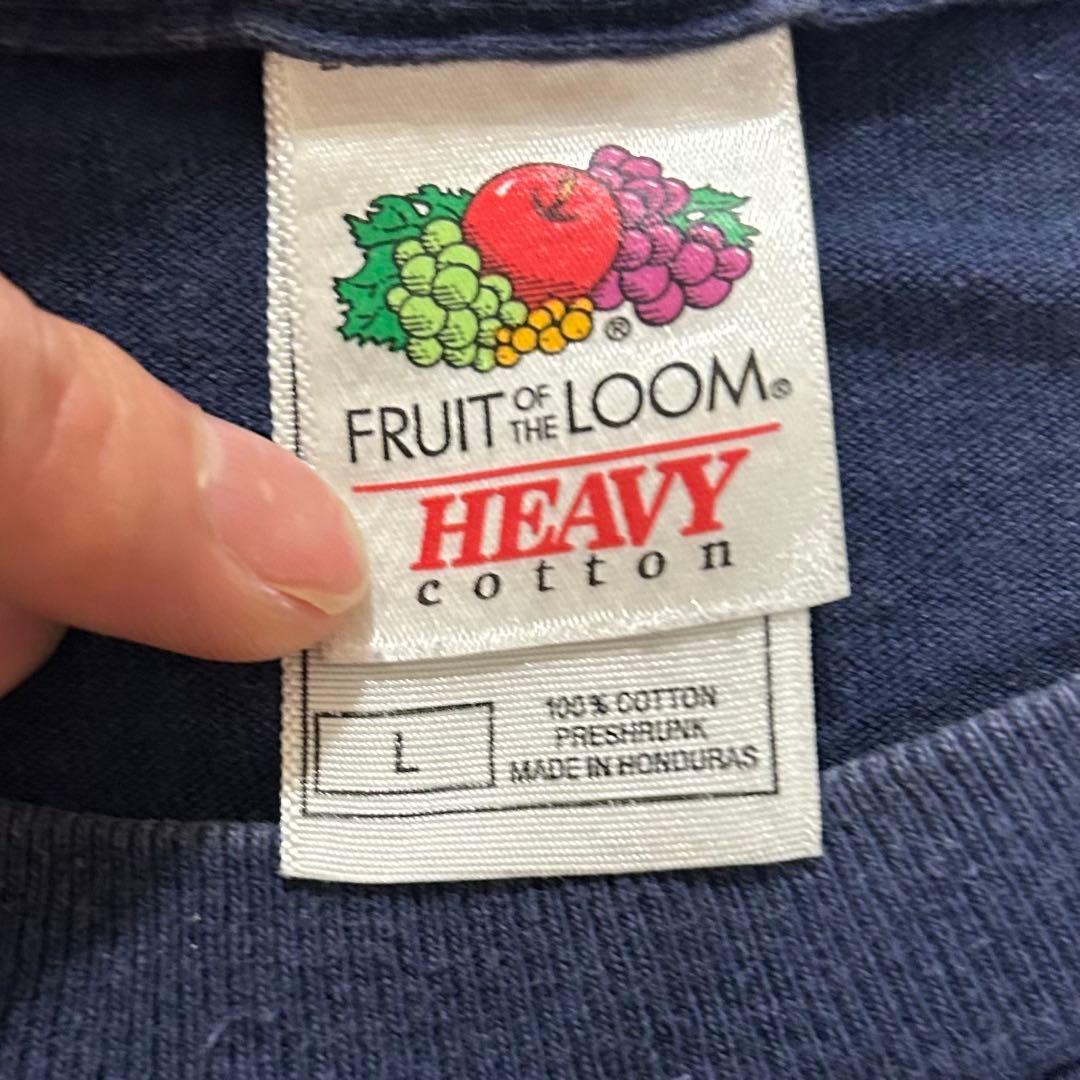 ®
FRUIT OF THE LOOM®
HEAVY
cotton
L
100% COTTON
PRESHRUNK
MADE IN HONDURAS